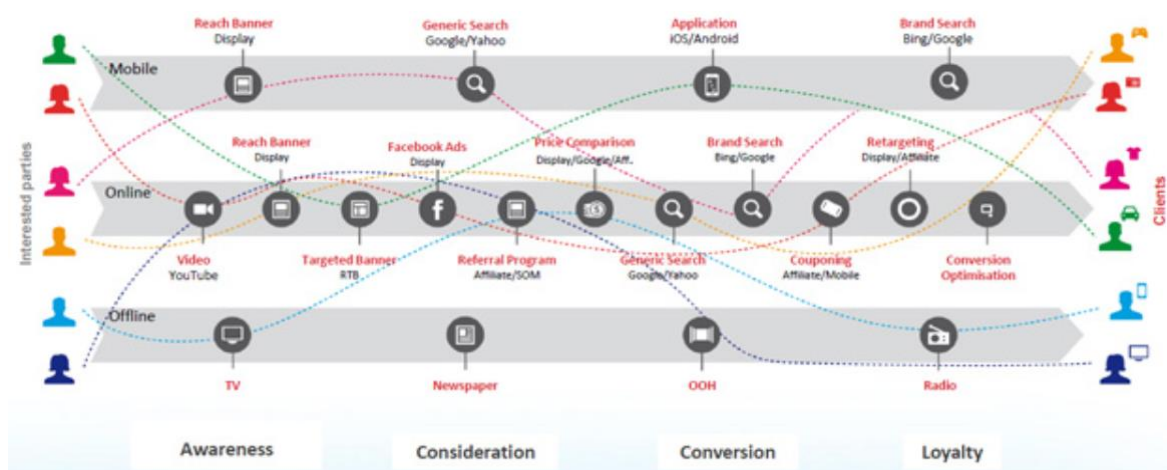 Reach Banner
Display
Generic Search
Google/Yahoo
Application
iOS/Android
Brand Search
Bing/Google
Mobile
Reach Banner
Display
Facebook Ads
Display
Price Comparison
Display/Google/Aff.
Brand Search
Bing/Google
Retargeting
Display/Affiliate
Interested parties
Online
Clients
Video
YouTube
Targeted Banner
RTB
Referral Program
Affiliate/SOM
Generic Search
Google/Yahoo
Couponing
Affiliate/Mobile
Conversion
Optimisation
Offline
TV
Newspaper
OOH
Radio
Awareness
Consideration
Conversion
Loyalty